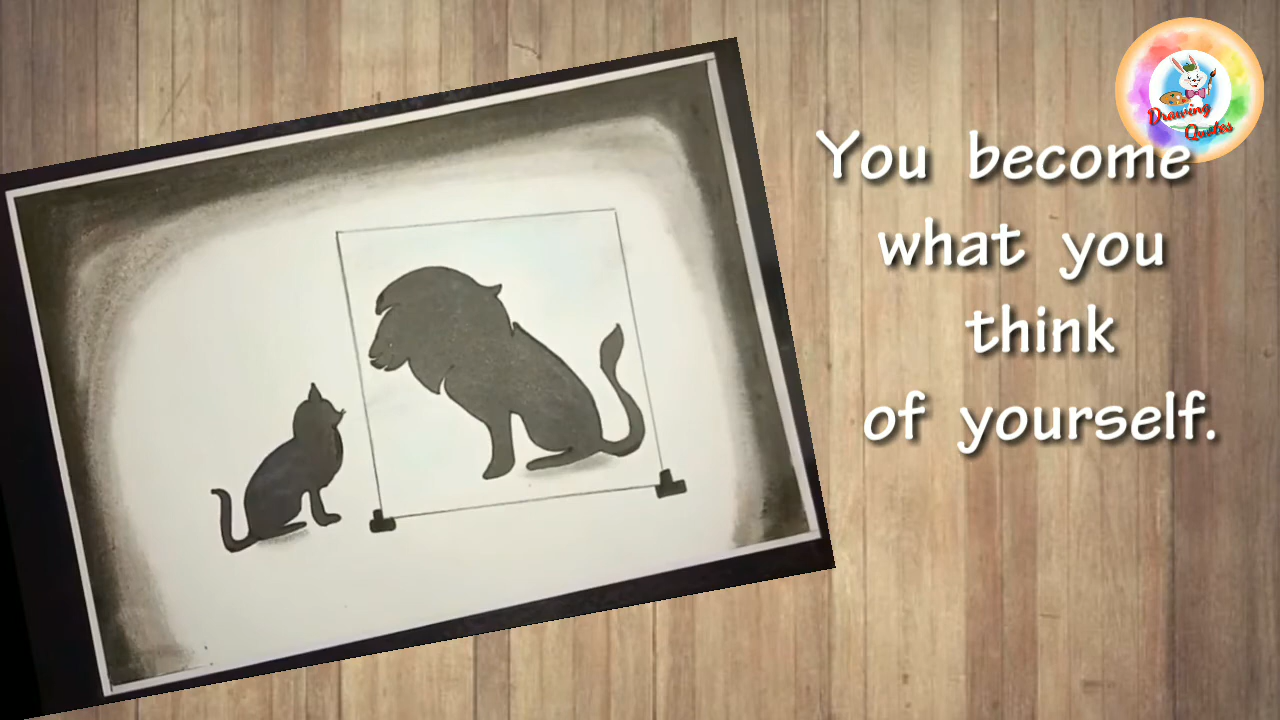 Drawing
Quotes
You become
what you
think
of yourself.